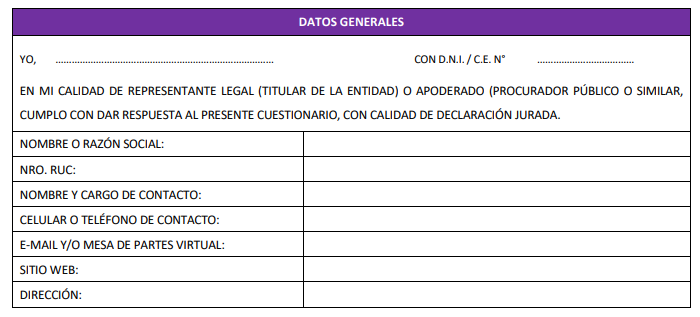 DATOS GENERALES
YO, ................................................................................ CON D.N.I. / C.E. N° ....................................
EN MI CALIDAD DE REPRESENTANTE LEGAL (TITULAR DE LA ENTIDAD) O APODERADO (PROCURADOR PÚBLICO O SIMILAR,
CUMPLO CON DAR RESPUESTA AL PRESENTE CUESTIONARIO, CON CALIDAD DE DECLARACIÓN JURADA.
NOMBRE O RAZÓN SOCIAL:
NRO. RUC:
NOMBRE Y CARGO DE CONTACTO:
CELULAR O TELÉFONO DE CONTACTO:
E-MAIL Y/O MESA DE PARTES VIRTUAL:
SITIO WEB:
DIRECCIÓN: